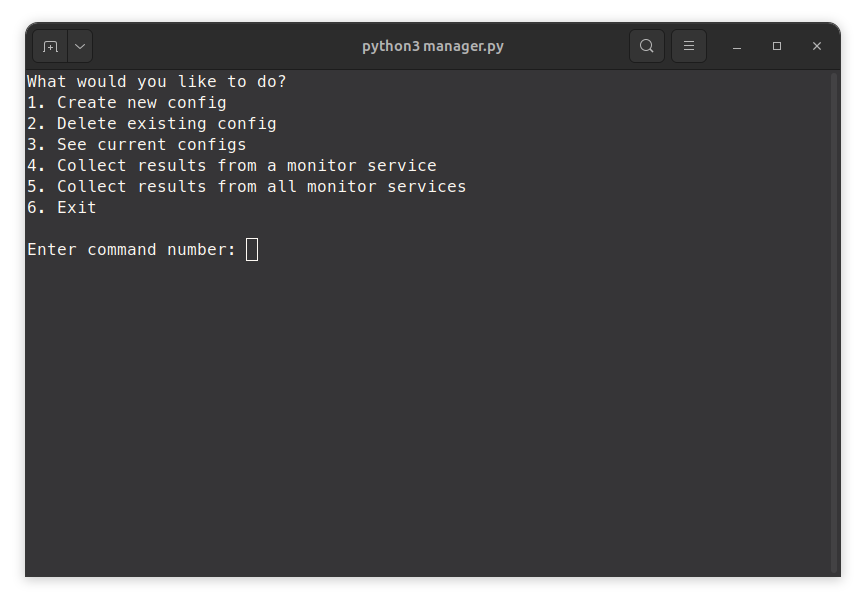 python3 manager.py
What would you like to do?
1. Create new config
2. Delete existing config
3. See current configs
4. Collect results from a monitor service
5. Collect results from all monitor services
6. Exit
Enter command number: